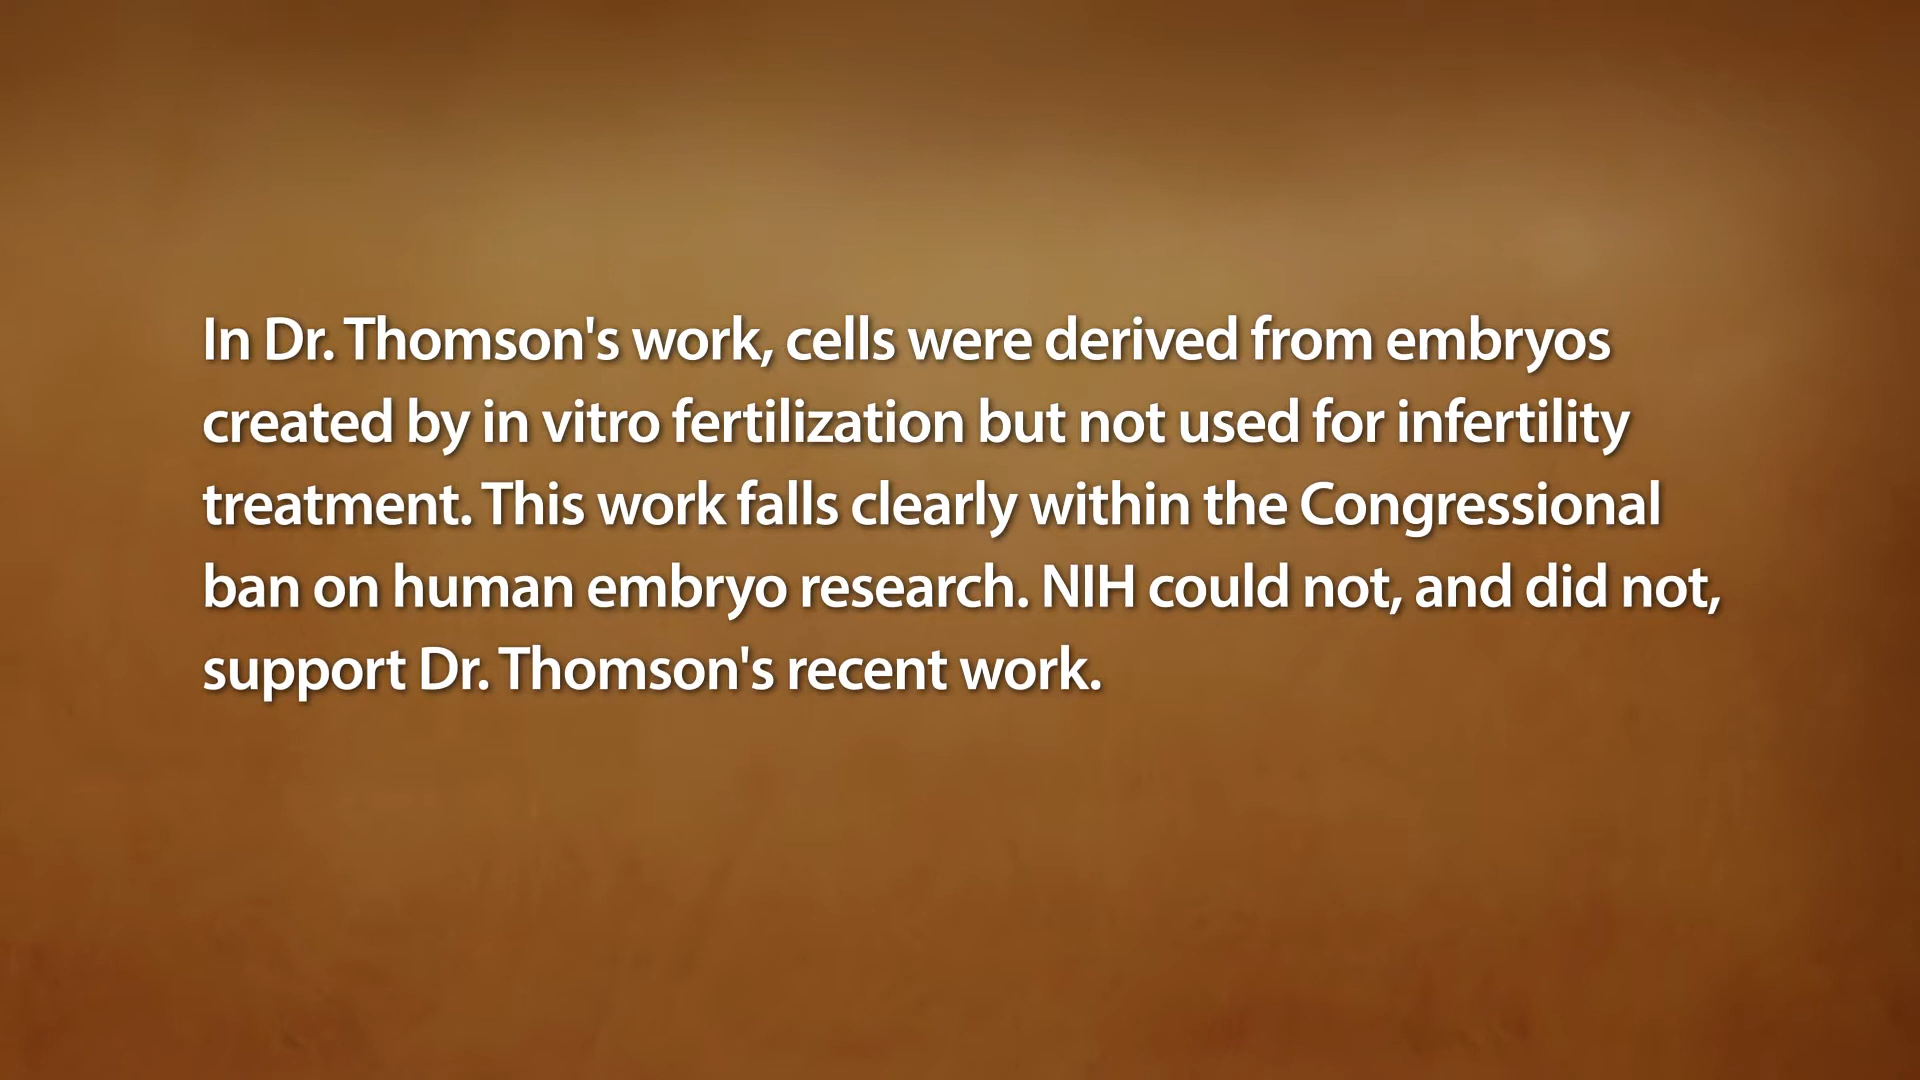 In Dr. Thomson's work, cells were derived from embryos
created by in vitro fertilization but not used for infertility
treatment. This work falls clearly within the Congressional
ban on human embryo research. NIH could not, and did not,
support Dr. Thomson's recent work.